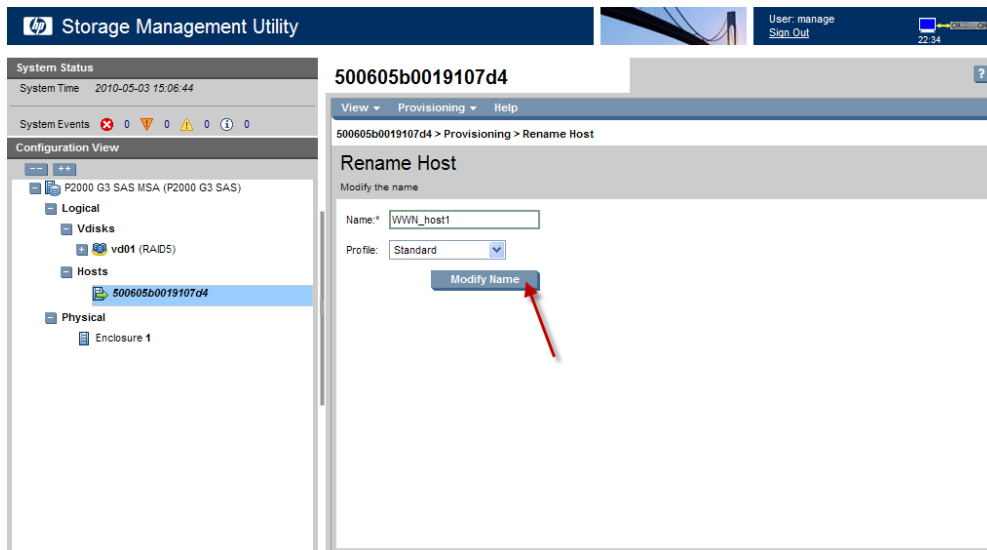 hp Storage Management Utility
User: manage
Sign Out
22:34
System Status
System Time 2010-05-03 15:06:44
System Events 0 0 0 0
Configuration View
-- ++
P2000 G3 SAS MSA (P2000 G3 SAS)
Logical
Vdisks
vd01 (RAID5)
Hosts
500605b0019107d4
Physical
Enclosure 1
500605b0019107d4
?
View Provisioning Help
500605b0019107d4 > Provisioning > Rename Host
Rename Host
Modify the name
Name:* WWN_host1
Profile: Standard
Modify Name